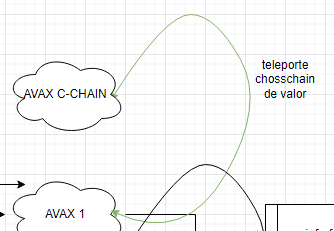 teleporte
chosschain
de valor
AVAX C-CHAIN
AVAX 1